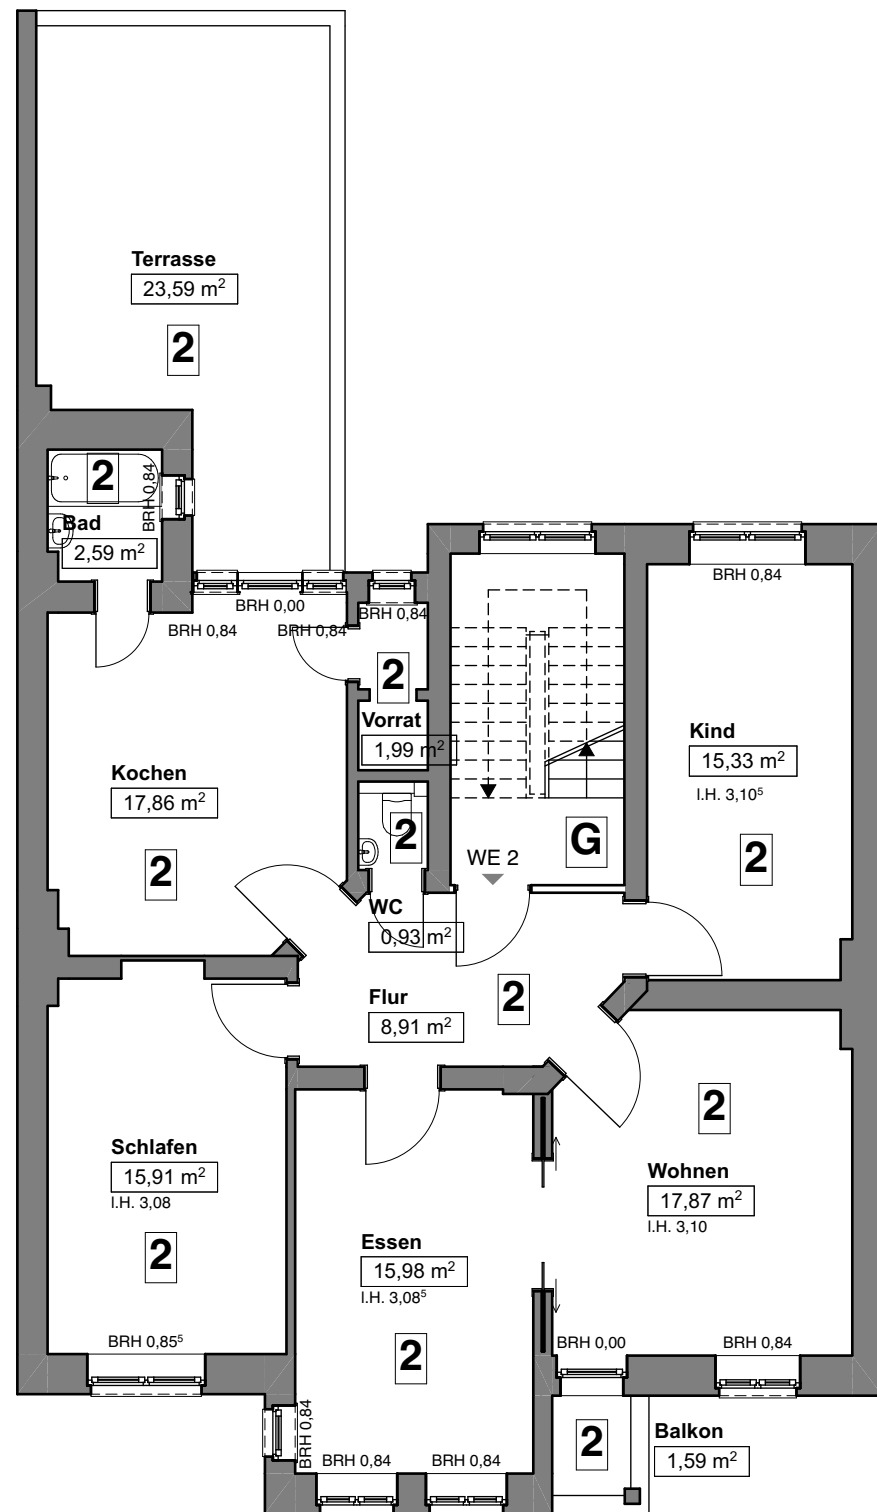 Terrasse
23,59 m²
2
2
BRH 0,84
Bad
2,59 m²
BRH 0,00
BRH 0,84
BRH 0,84
BRH 0,84
BRH 0,84
2
Vorrat
1,99 m²
Kind
15,33 m²
l.H. 3,10⁵
2
Kochen
17,86 m²
2
2
WC
0,93 m²
WE 2
G
Flur
8,91 m²
2
Schlafen
15,91 m²
l.H. 3,08
2
BRH 0,85⁵
2
Wohnen
17,87 m²
l.H. 3,10
Essen
15,98 m²
l.H. 3,08⁵
2
BRH 0,00
BRH 0,84
BRH 0,84
BRH 0,84
BRH 0,84
2
Balkon
1,59 m²